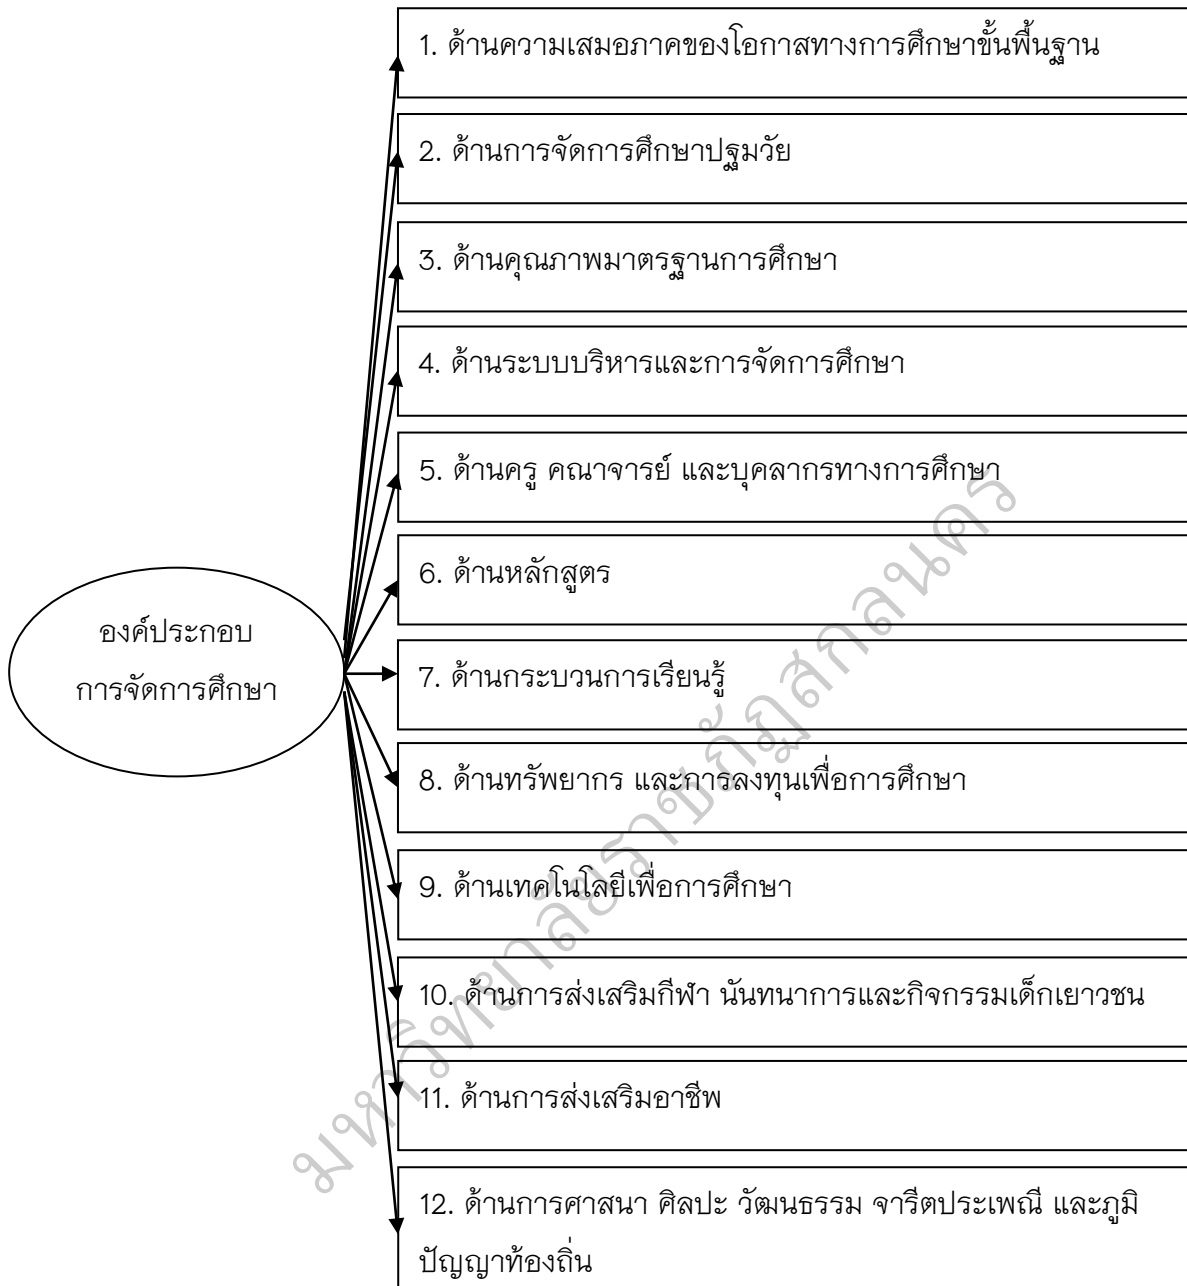 1. ด้านความเสมอภาคของโอกาสทางการศึกษาขั้นพื้นฐาน
2. ด้านการจัดการศึกษาปฐมวัย
3. ด้านคุณภาพมาตรฐานการศึกษา
4. ด้านระบบบริหารและการจัดการศึกษา
5. ด้านครู คณาจารย์ และบุคลากรทางการศึกษา
6. ด้านหลักสูตร
องค์ประกอบ
การจัดการศึกษา
7. ด้านกระบวนการเรียนรู้
8. ด้านทรัพยากร และการลงทุนเพื่อการศึกษา
9. ด้านเทคโนโลยีเพื่อการศึกษา
10. ด้านการส่งเสริมกีฬา นันทนาการและกิจกรรมเด็กเยาวชน
11. ด้านการส่งเสริมอาชีพ
12. ด้านการศาสนา ศิลปะ วัฒนธรรม จารีตประเพณี และภูมิ
ปัญญาท้องถิ่น
มหาวิทยาลัยราชภัฏสกลนคร